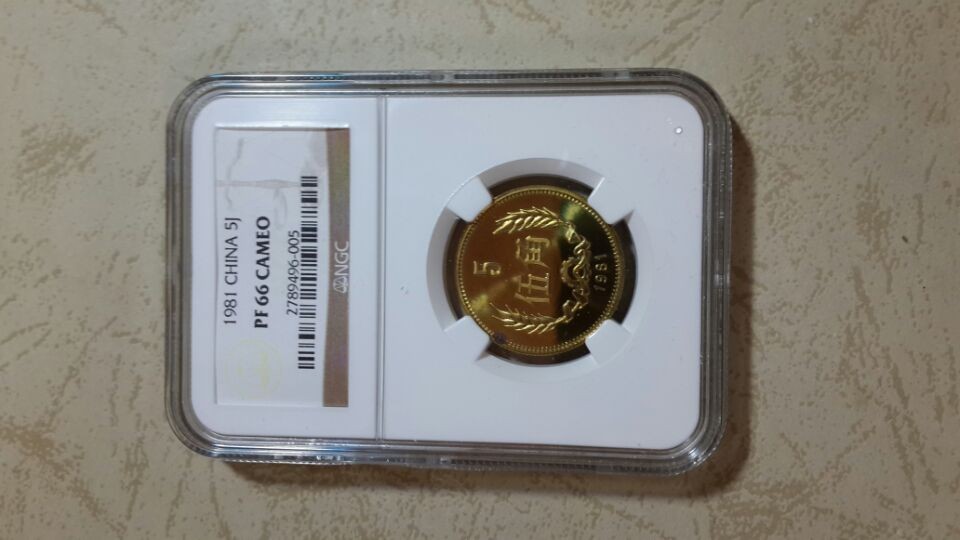 1981 CHINA 5J
PF 66 CAMEO
2789496-005
NGC
5
伍角
1981